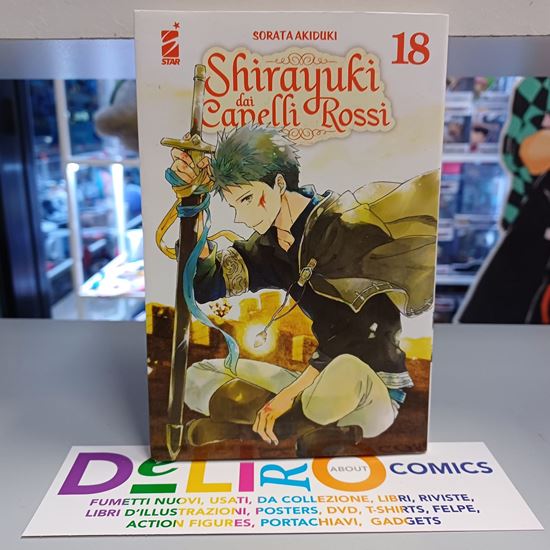 SORATA AKIDUKI
18
STAR
Shirayuki
dai
Capelli Rossi
DeLiRO ABOUT COMICS
FUMETTI NUOVI, USATI, DA COLLEZIONE, LIBRI, RIVISTE,
LIBRI D'ILLUSTRAZIONI, POSTERS, DVD, T-SHIRTS, FELPE,
ACTION FIGURES, PORTACHIAVI, GADGETS